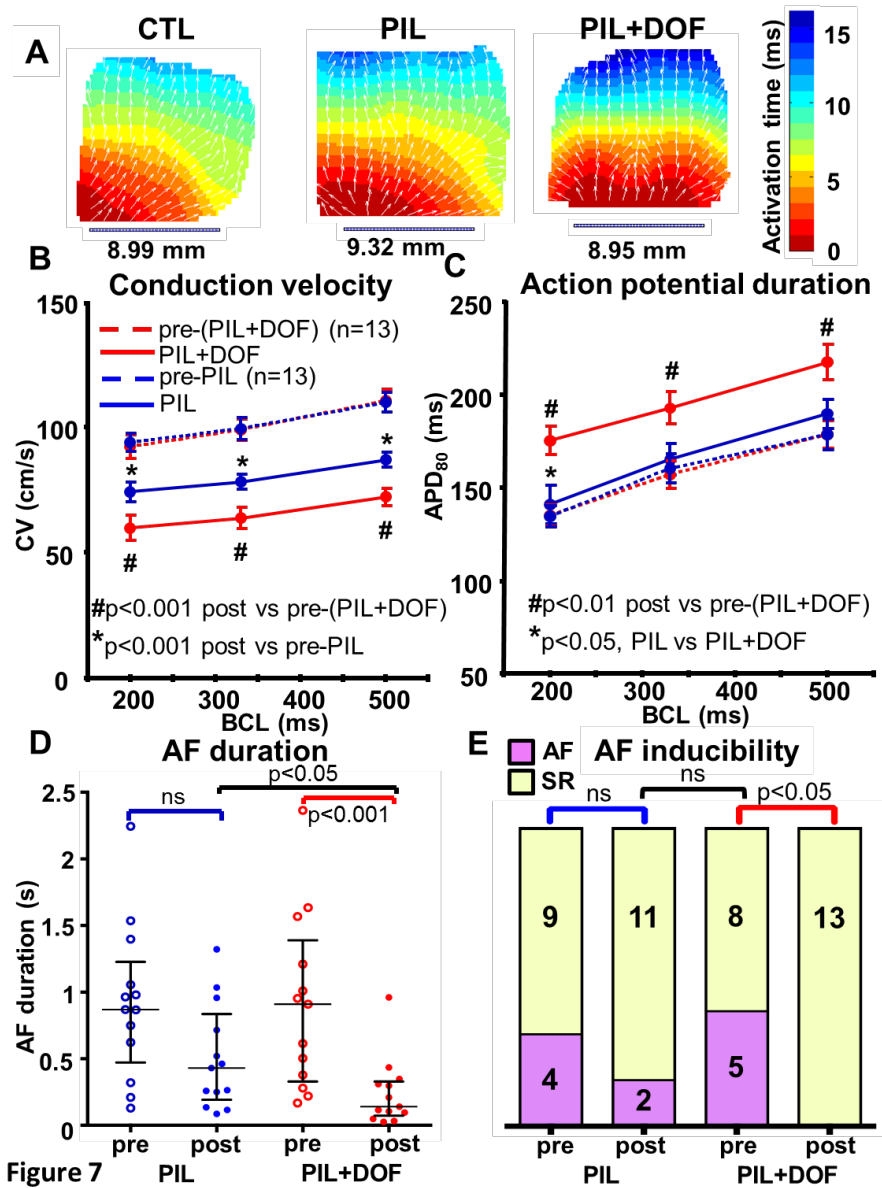 A
CTL
PIL
PIL+DOF
8.99 mm
9.32 mm
8.95 mm
Activation time (ms)
15
10
5
0
B
Conduction velocity
150
100
50
0
CV (cm/s)
pre-(PIL+DOF) (n=13)
PIL+DOF
pre-PIL (n=13)
PIL
* * *
# # #
#p<0.001 post vs pre-(PIL+DOF)
*p<0.001 post vs pre-PIL
200 300 400 500
BCL (ms)
C
Action potential duration
250
200
150
100
50
APD80 (ms)
# # #
*
#p<0.01 post vs pre-(PIL+DOF)
*p<0.05, PIL vs PIL+DOF
200 300 400 500
BCL (ms)
D
AF duration
p<0.05
ns
p<0.001
2.5
2
1.5
1
0.5
0
AF duration (s)
pre post pre post
PIL PIL+DOF
E
AF
SR
AF inducibility
ns
ns
p<0.05
9 11 8 13
4 2 5
pre post pre post
PIL PIL+DOF
Figure 7